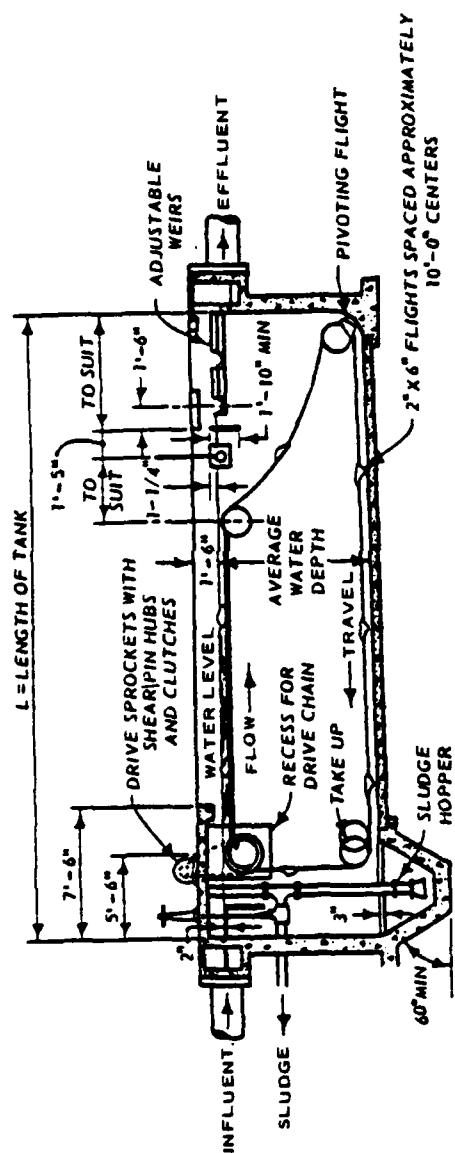 L = LENGTH OF TANK
7'-6"
5'-6"
2"
DRIVE SPROCKETS WITH
SHEAR PIN HUBS
AND CLUTCHES
1'-5"
TO
SUIT
TO SUIT
1'-6"
1-1/4"
1'-10" MIN
ADJUSTABLE
WEIRS
INFLUENT
EFFLUENT
WATER LEVEL
1'-6"
FLOW
AVERAGE
WATER
DEPTH
RECESS FOR
DRIVE CHAIN
SLUDGE
TAKE UP
TRAVEL
PIVOTING FLIGHT
3"
60° MIN
SLUDGE
HOPPER
2" X 6" FLIGHTS SPACED APPROXIMATELY
10'-0" CENTERS